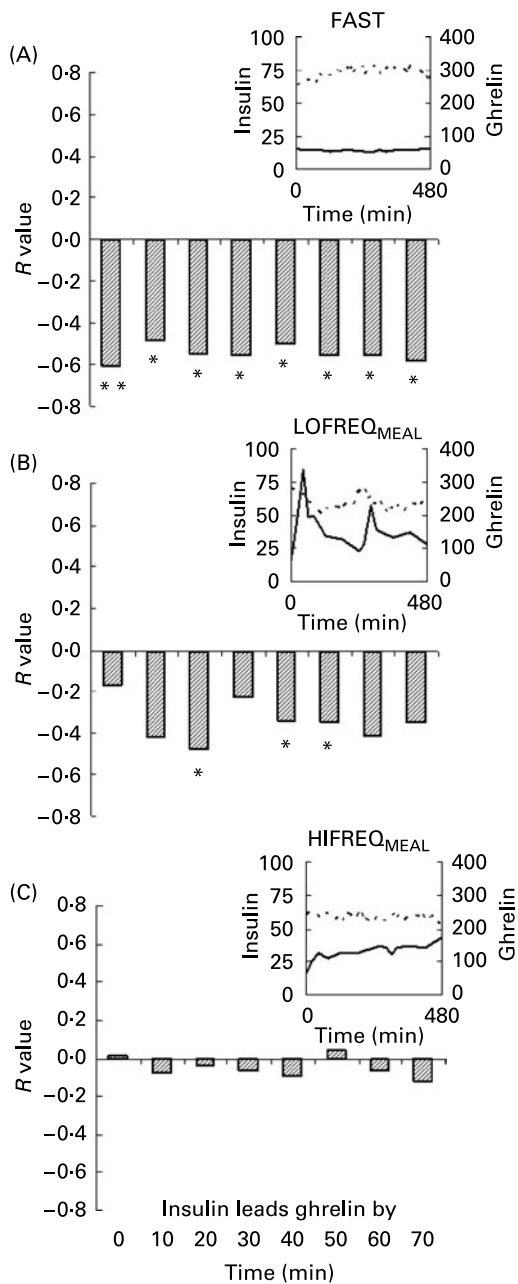 (A)
FAST
0·8
0·6
0·4
0·2
0·0
−0·2
−0·4
−0·6
−0·8
R value
100
75
50
25
0
Insulin
400
300
200
100
0
Ghrelin
0 480
Time (min)
* * * * * * * * *
(B)
LOFREQMEAL
0·8
0·6
0·4
0·2
0·0
−0·2
−0·4
−0·6
−0·8
R value
100
75
50
25
0
Insulin
400
300
200
100
0
Ghrelin
0 480
Time (min)
* * *
(C)
HIFREQMEAL
0·8
0·6
0·4
0·2
0·0
−0·2
−0·4
−0·6
−0·8
R value
100
75
50
25
0
Insulin
400
300
200
100
0
Ghrelin
0 480
Time (min)
Insulin leads ghrelin by
0 10 20 30 40 50 60 70
Time (min)